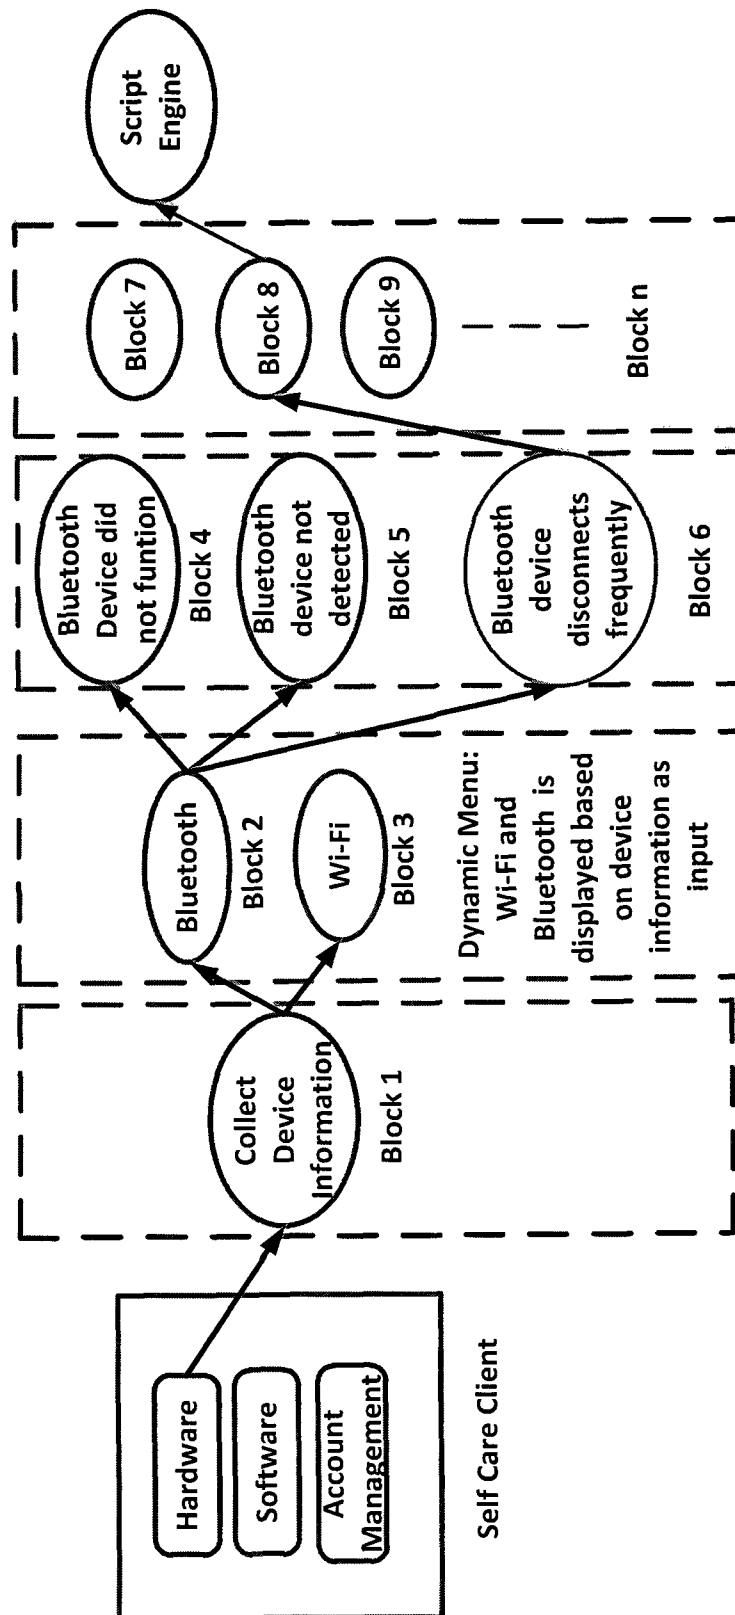 Hardware
Software
Account
Management
Self Care Client
Collect
Device
Information
Block 1
Bluetooth
Block 2
Wi-Fi
Block 3
Dynamic Menu:
Wi-Fi and
Bluetooth is
displayed based
on device
information as
input
Bluetooth
Device did
not funtion
Block 4
Bluetooth
device not
detected
Block 5
Bluetooth
device
disconnects
frequently
Block 6
Block 7
Block 8
Block 9
Block n
Script
Engine